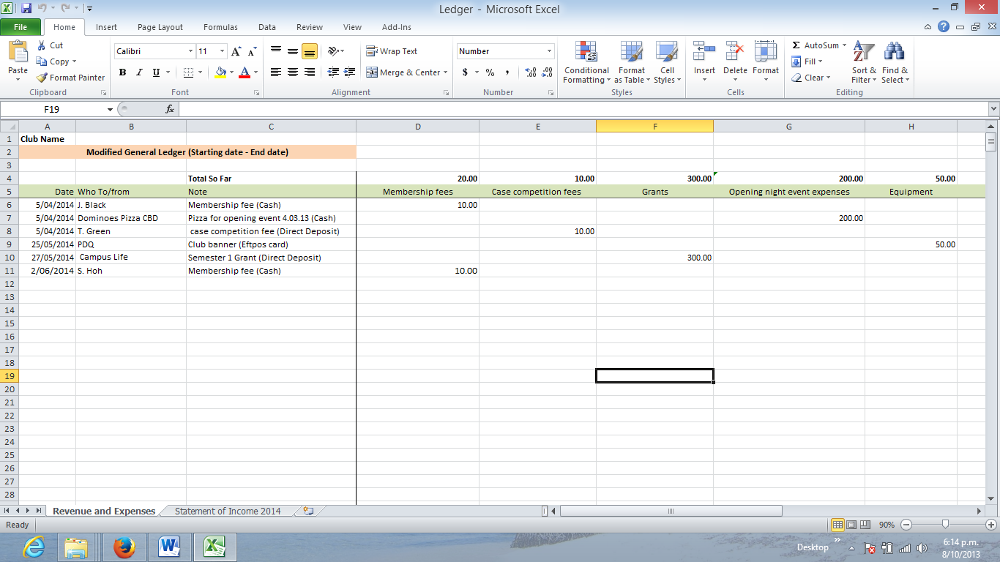 Ledger - Microsoft Excel
File Home Insert Page Layout Formulas Data Review View Add-Ins
Paste Cut Copy Format Painter Clipboard
Calibri 11 A A B I U A Font
Wrap Text Merge & Center Alignment
Number $ % , .00 .0 Number
Conditional Formatting Format as Table Cell Styles Styles
Insert Delete Format Cells
Σ AutoSum Fill Clear Sort & Filter Find & Select Editing
F19 fx
A B C D E F G H
1 Club Name
2 Modified General Ledger (Starting date - End date)
3
4 Total So Far 20.00 10.00 300.00 200.00 50.00
5 Date Who To/from Note Membership fees Case competition fees Grants Opening night event expenses Equipment
6 5/04/2014 J. Black Membership fee (Cash) 10.00
7 5/04/2014 Dominoes Pizza CBD Pizza for opening event 4.03.13 (Cash) 200.00
8 5/04/2014 T. Green case competition fee (Direct Deposit) 10.00
9 25/05/2014 PDQ Club banner (Eftpos card) 50.00
10 27/05/2014 Campus Life Semester 1 Grant (Direct Deposit) 300.00
11 2/06/2014 S. Hoh Membership fee (Cash) 10.00
12
13
14
15
16
17
18
19
20
21
22
23
24
25
26
27
28
Revenue and Expenses Statement of Income 2014
Ready 90%
Desktop 6:14 p.m.
8/10/2013